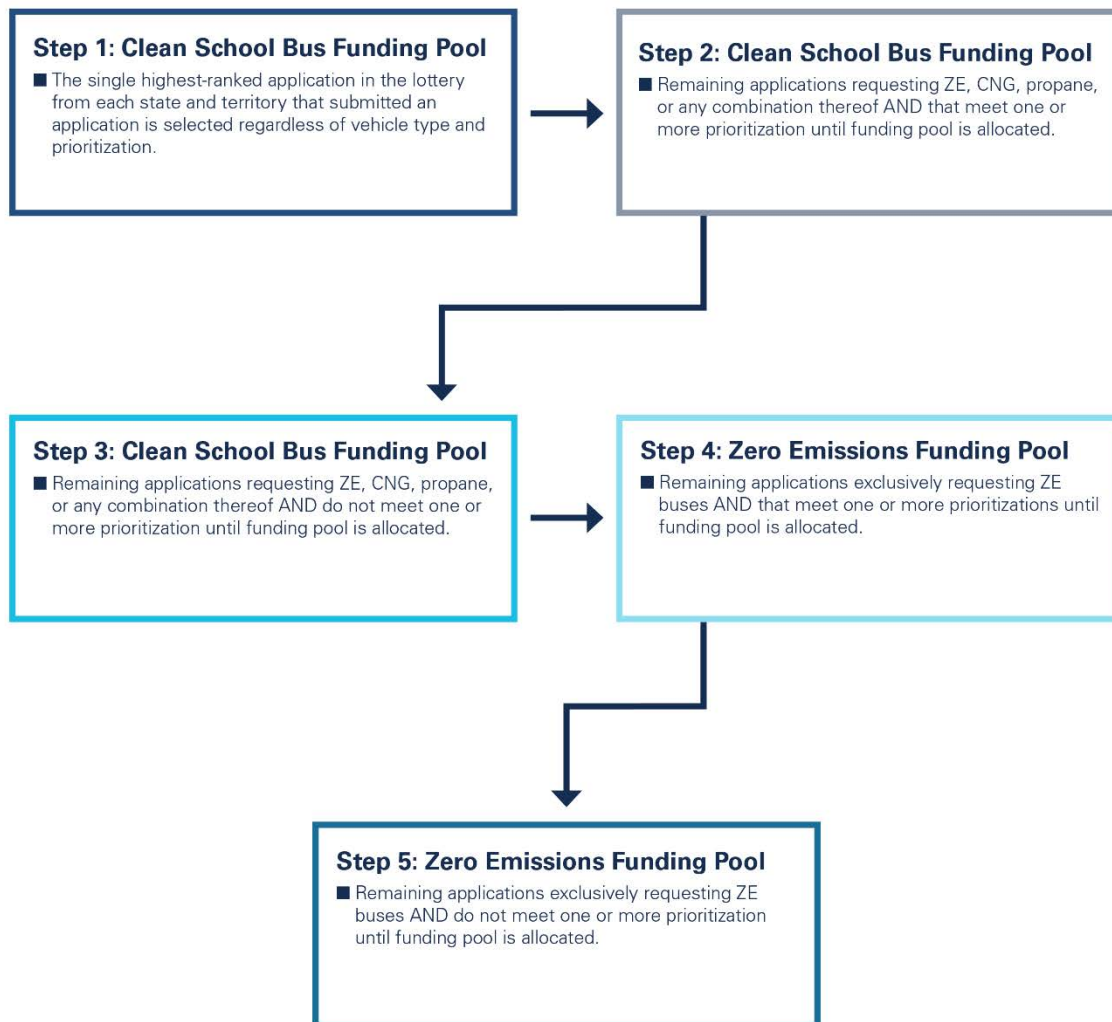 Step 1: Clean School Bus Funding Pool
■ The single highest-ranked application in the lottery
from each state and territory that submitted an
application is selected regardless of vehicle type and
prioritization.
Step 2: Clean School Bus Funding Pool
■ Remaining applications requesting ZE, CNG, propane,
or any combination thereof AND that meet one or
more prioritization until funding pool is allocated.
Step 3: Clean School Bus Funding Pool
■ Remaining applications requesting ZE, CNG, propane,
or any combination thereof AND do not meet one or
more prioritization until funding pool is allocated.
Step 4: Zero Emissions Funding Pool
■ Remaining applications exclusively requesting ZE
buses AND that meet one or more prioritizations until
funding pool is allocated.
Step 5: Zero Emissions Funding Pool
■ Remaining applications exclusively requesting ZE
buses AND do not meet one or more prioritization
until funding pool is allocated.